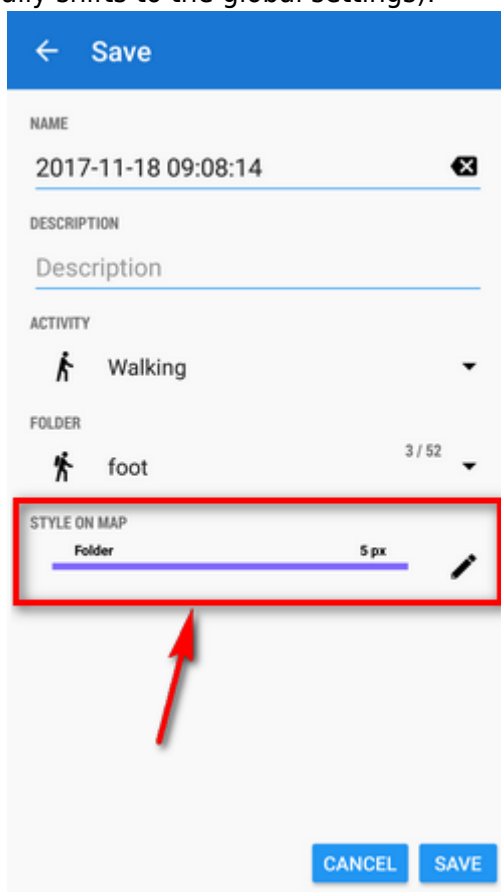 ally shifts to the global settings).
Save
NAME
2017-11-18 09:08:14
DESCRIPTION
Description
ACTIVITY
Walking
FOLDER
foot 3 / 52
STYLE ON MAP
Folder 5 px
CANCEL SAVE